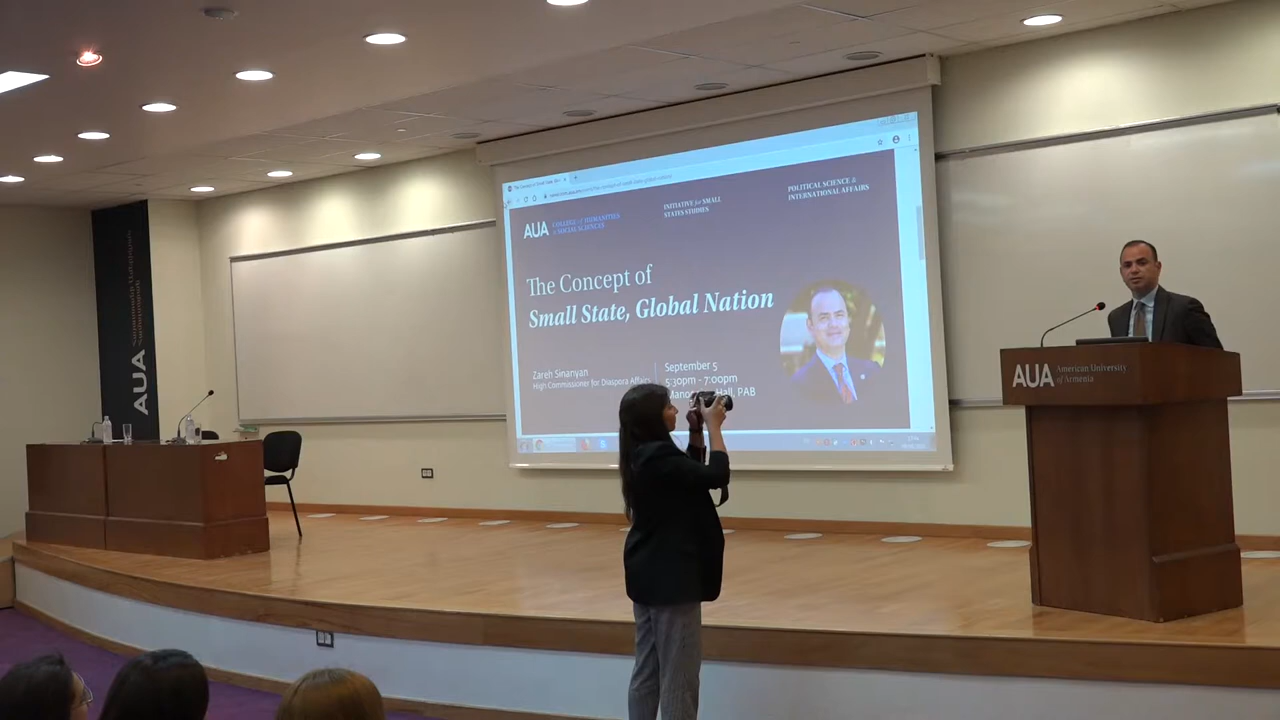 AUA
COLLEGE of HUMANITIES
& SOCIAL SCIENCES
INITIATIVE for SMALL
STATES STUDIES
POLITICAL SCIENCE &
INTERNATIONAL AFFAIRS
The Concept of
Small State, Global Nation
Zareh Sinanyan
High Commissioner for Diaspora Affairs
September 5
5:30pm - 7:00pm
Hall, PAB
AUA
AUA American University
of Armenia